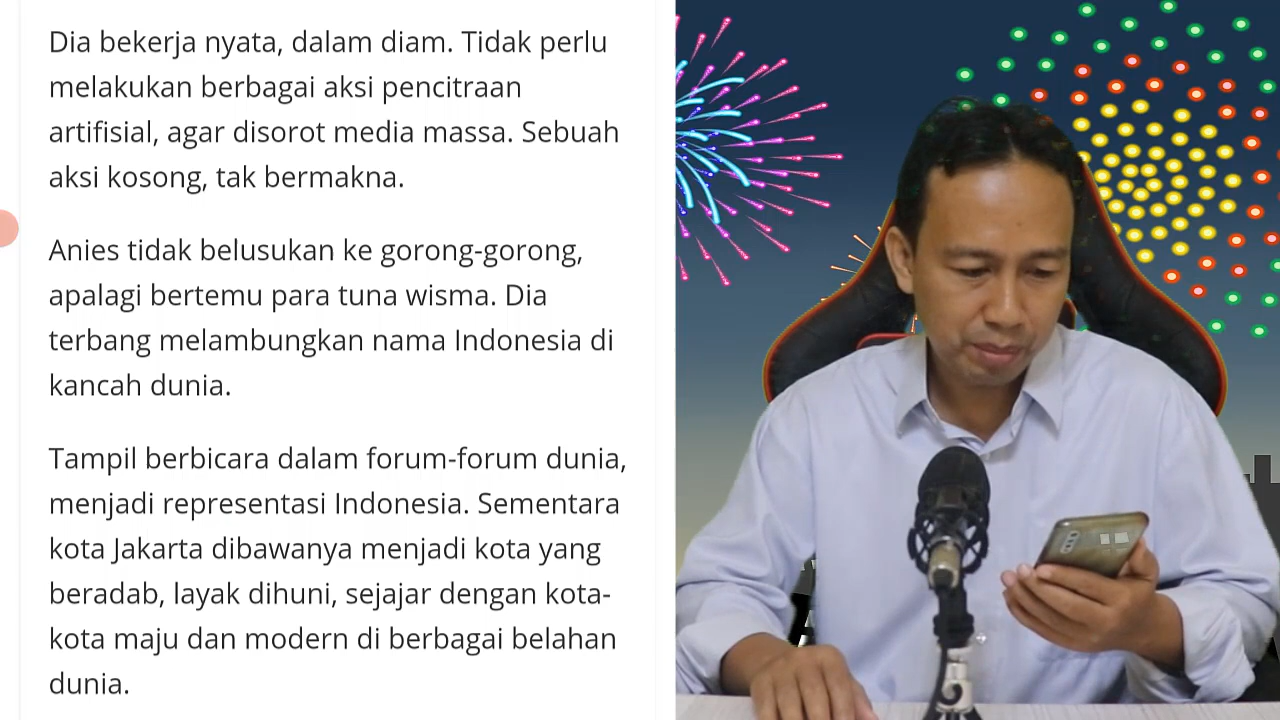 Dia bekerja nyata, dalam diam. Tidak perlu
melakukan berbagai aksi pencitraan
artifisial, agar disorot media massa. Sebuah
aksi kosong, tak bermakna.
Anies tidak belusukan ke gorong-gorong,
apalagi bertemu para tuna wisma. Dia
terbang melambungkan nama Indonesia di
kancah dunia.
Tampil berbicara dalam forum-forum dunia,
menjadi representasi Indonesia. Sementara
kota Jakarta dibawanya menjadi kota yang
beradab, layak dihuni, sejajar dengan kota-
kota maju dan modern di berbagai belahan
dunia.